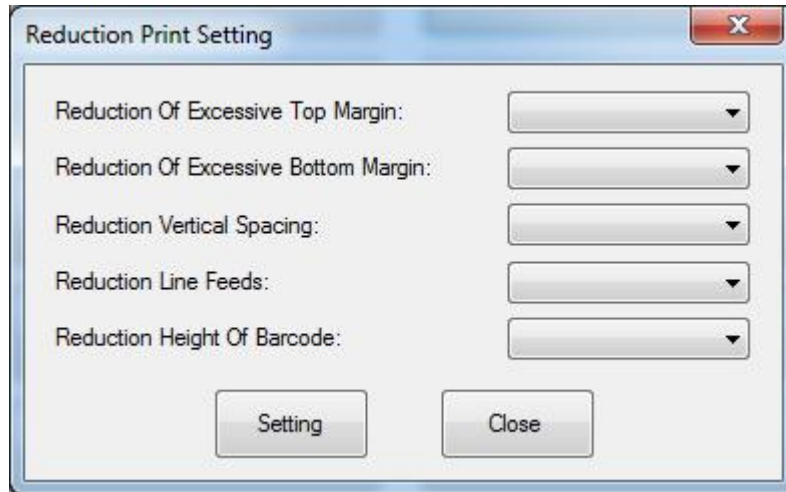 Reduction Print Setting
Reduction Of Excessive Top Margin:
Reduction Of Excessive Bottom Margin:
Reduction Vertical Spacing:
Reduction Line Feeds:
Reduction Height Of Barcode:
Setting Close